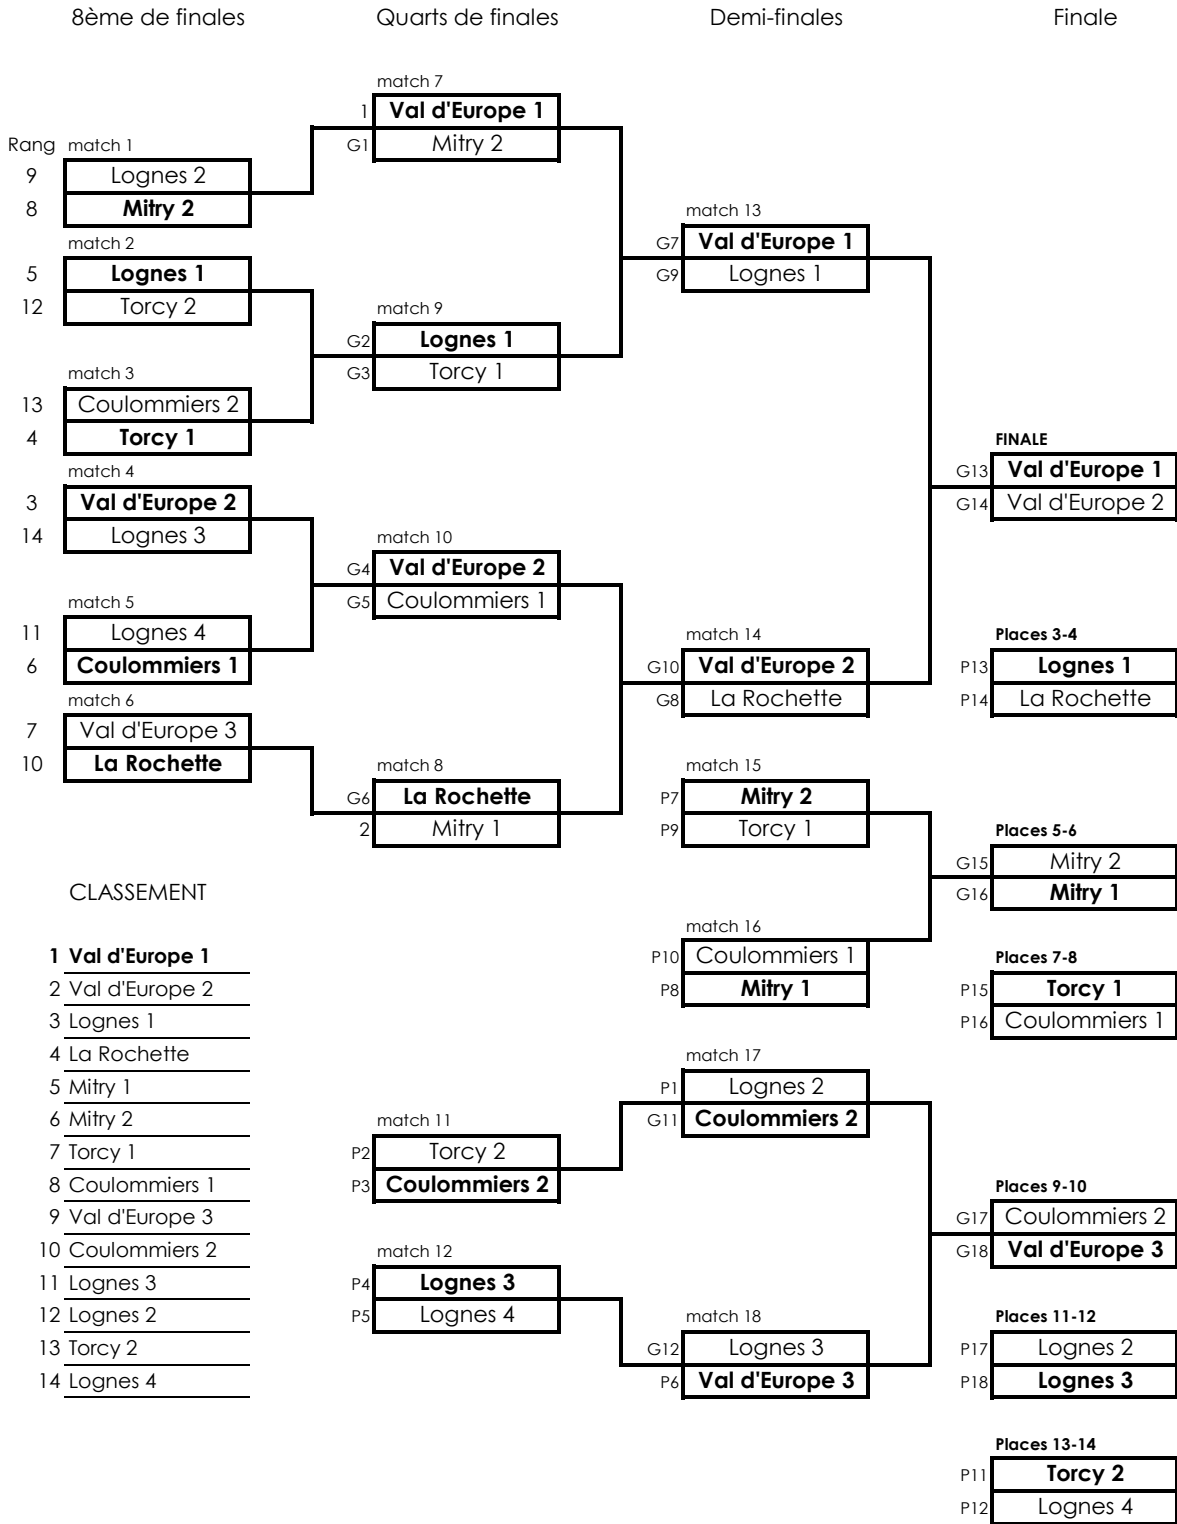 8ème de finales
Quarts de finales
Demi-finales
Finale
Rang
match 1
9 Lognes 2
8 Mitry 2
match 2
5 Lognes 1
12 Torcy 2
match 3
13 Coulommiers 2
4 Torcy 1
match 4
3 Val d'Europe 2
14 Lognes 3
match 5
11 Lognes 4
6 Coulommiers 1
match 6
7 Val d'Europe 3
10 La Rochette
match 7
1 Val d'Europe 1
G1 Mitry 2
match 9
G2 Lognes 1
G3 Torcy 1
match 10
G4 Val d'Europe 2
G5 Coulommiers 1
match 8
G6 La Rochette
2 Mitry 1
match 13
G7 Val d'Europe 1
G9 Lognes 1
match 14
G10 Val d'Europe 2
G8 La Rochette
match 15
P7 Mitry 2
P9 Torcy 1
match 16
P10 Coulommiers 1
P8 Mitry 1
FINALE
G13 Val d'Europe 1
G14 Val d'Europe 2
Places 3-4
P13 Lognes 1
P14 La Rochette
Places 5-6
G15 Mitry 2
G16 Mitry 1
Places 7-8
P15 Torcy 1
P16 Coulommiers 1
CLASSEMENT
1 Val d'Europe 1
2 Val d'Europe 2
3 Lognes 1
4 La Rochette
5 Mitry 1
6 Mitry 2
7 Torcy 1
8 Coulommiers 1
9 Val d'Europe 3
10 Coulommiers 2
11 Lognes 3
12 Lognes 2
13 Torcy 2
14 Lognes 4
match 11
P2 Torcy 2
P3 Coulommiers 2
match 12
P4 Lognes 3
P5 Lognes 4
match 17
P1 Lognes 2
G11 Coulommiers 2
match 18
G12 Lognes 3
P6 Val d'Europe 3
Places 9-10
G17 Coulommiers 2
G18 Val d'Europe 3
Places 11-12
P17 Lognes 2
P18 Lognes 3
Places 13-14
P11 Torcy 2
P12 Lognes 4